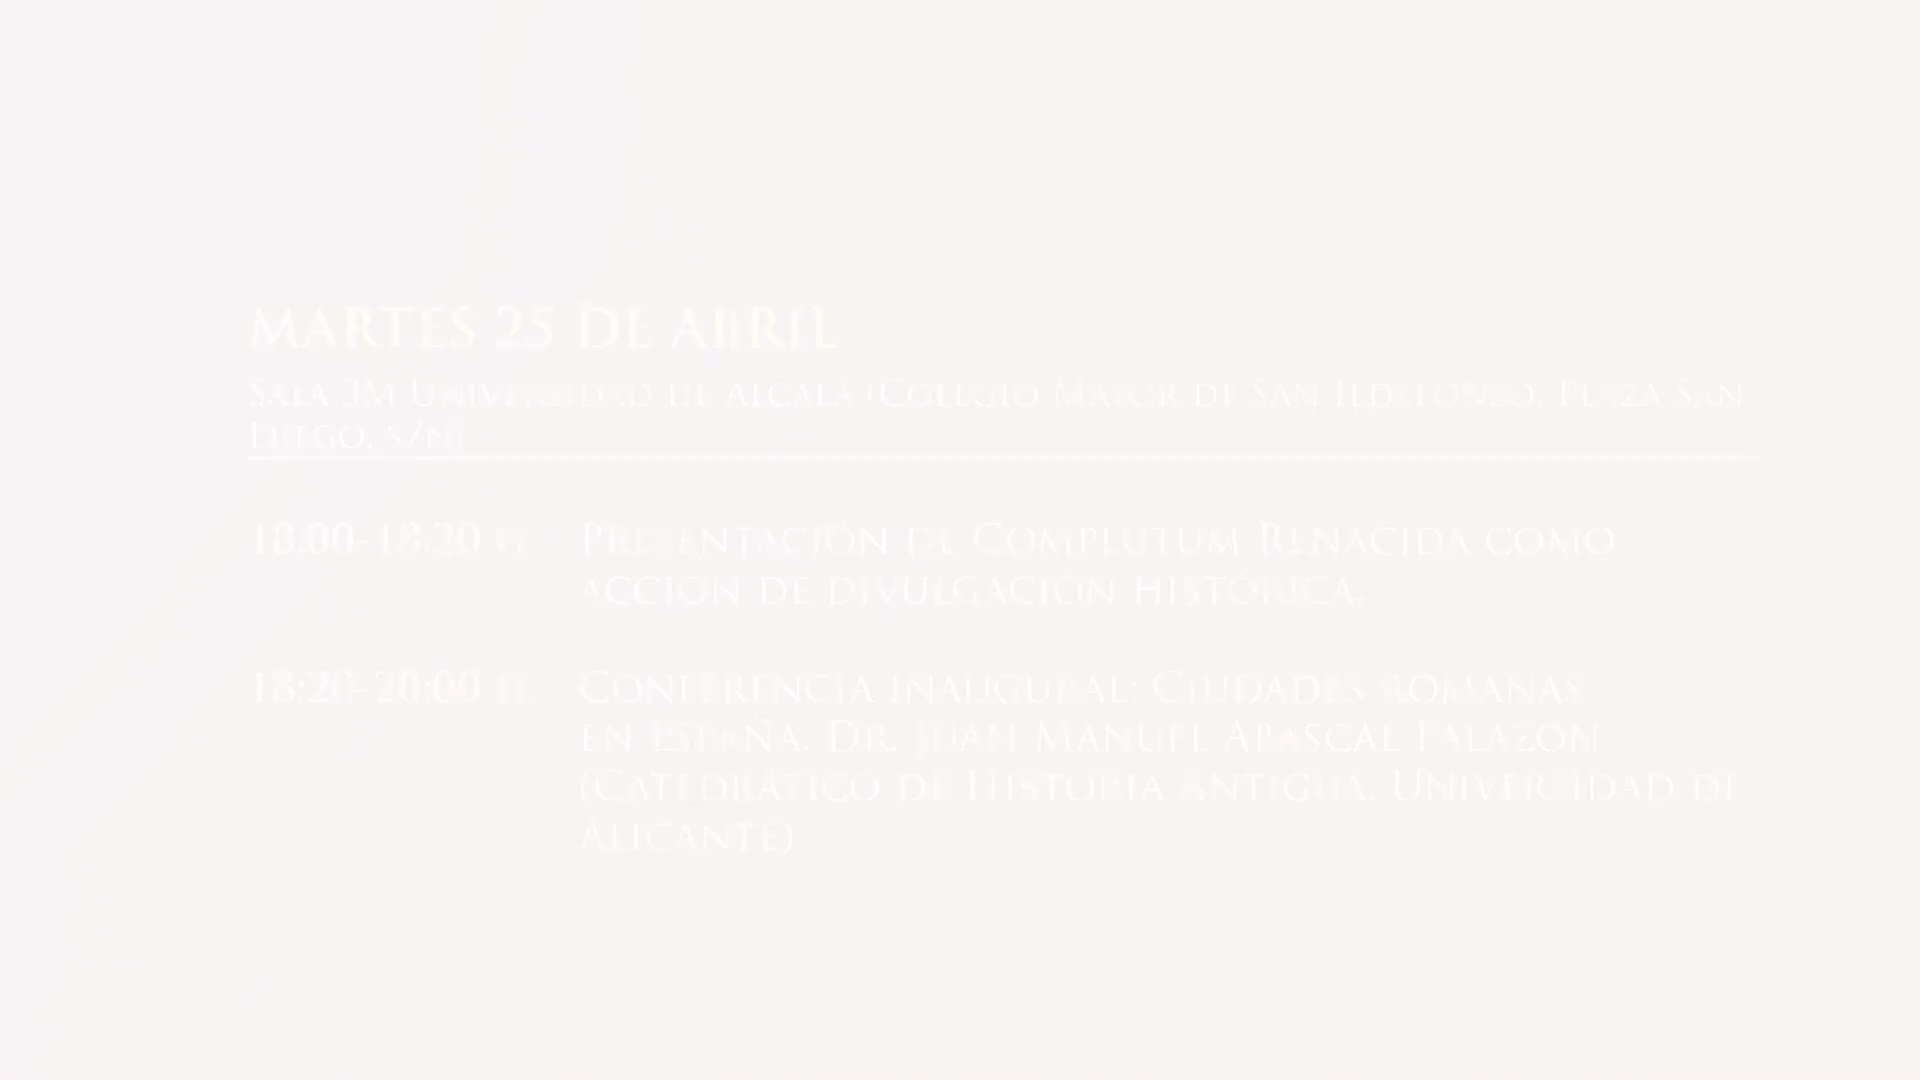 MARTES 25 DE ABRIL
SALA 3M UNIVERSIDAD DE ALCALÁ (COLEGIO MAYOR DE SAN ILDEFONSO, PLAZA SAN
DIEGO, S/N)
18:00-18:20 H. PRESENTACIÓN DE COMPLUTUM RENACIDA COMO
ACCIÓN DE DIVULGACIÓN HISTÓRICA.
18:20-20:00 H. CONFERENCIA INAUGURAL: CIUDADES ROMANAS
EN ESPAÑA. DR. JUAN MANUEL ABASCAL PALAZÓN
(CATEDRÁTICO DE HISTORIA ANTIGUA. UNIVERSIDAD DE
ALICANTE)